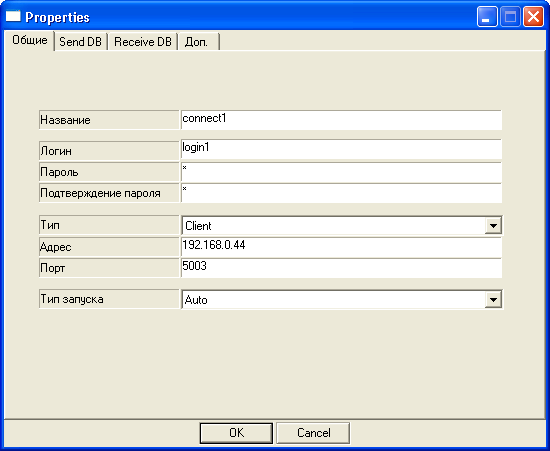 Properties
Общие Send DB Receive DB Доп.
Название connect1
Логин login1
Пароль *
Подтверждение пароля *
Тип Client
Адрес 192.168.0.44
Порт 5003
Тип запуска Auto
OK Cancel